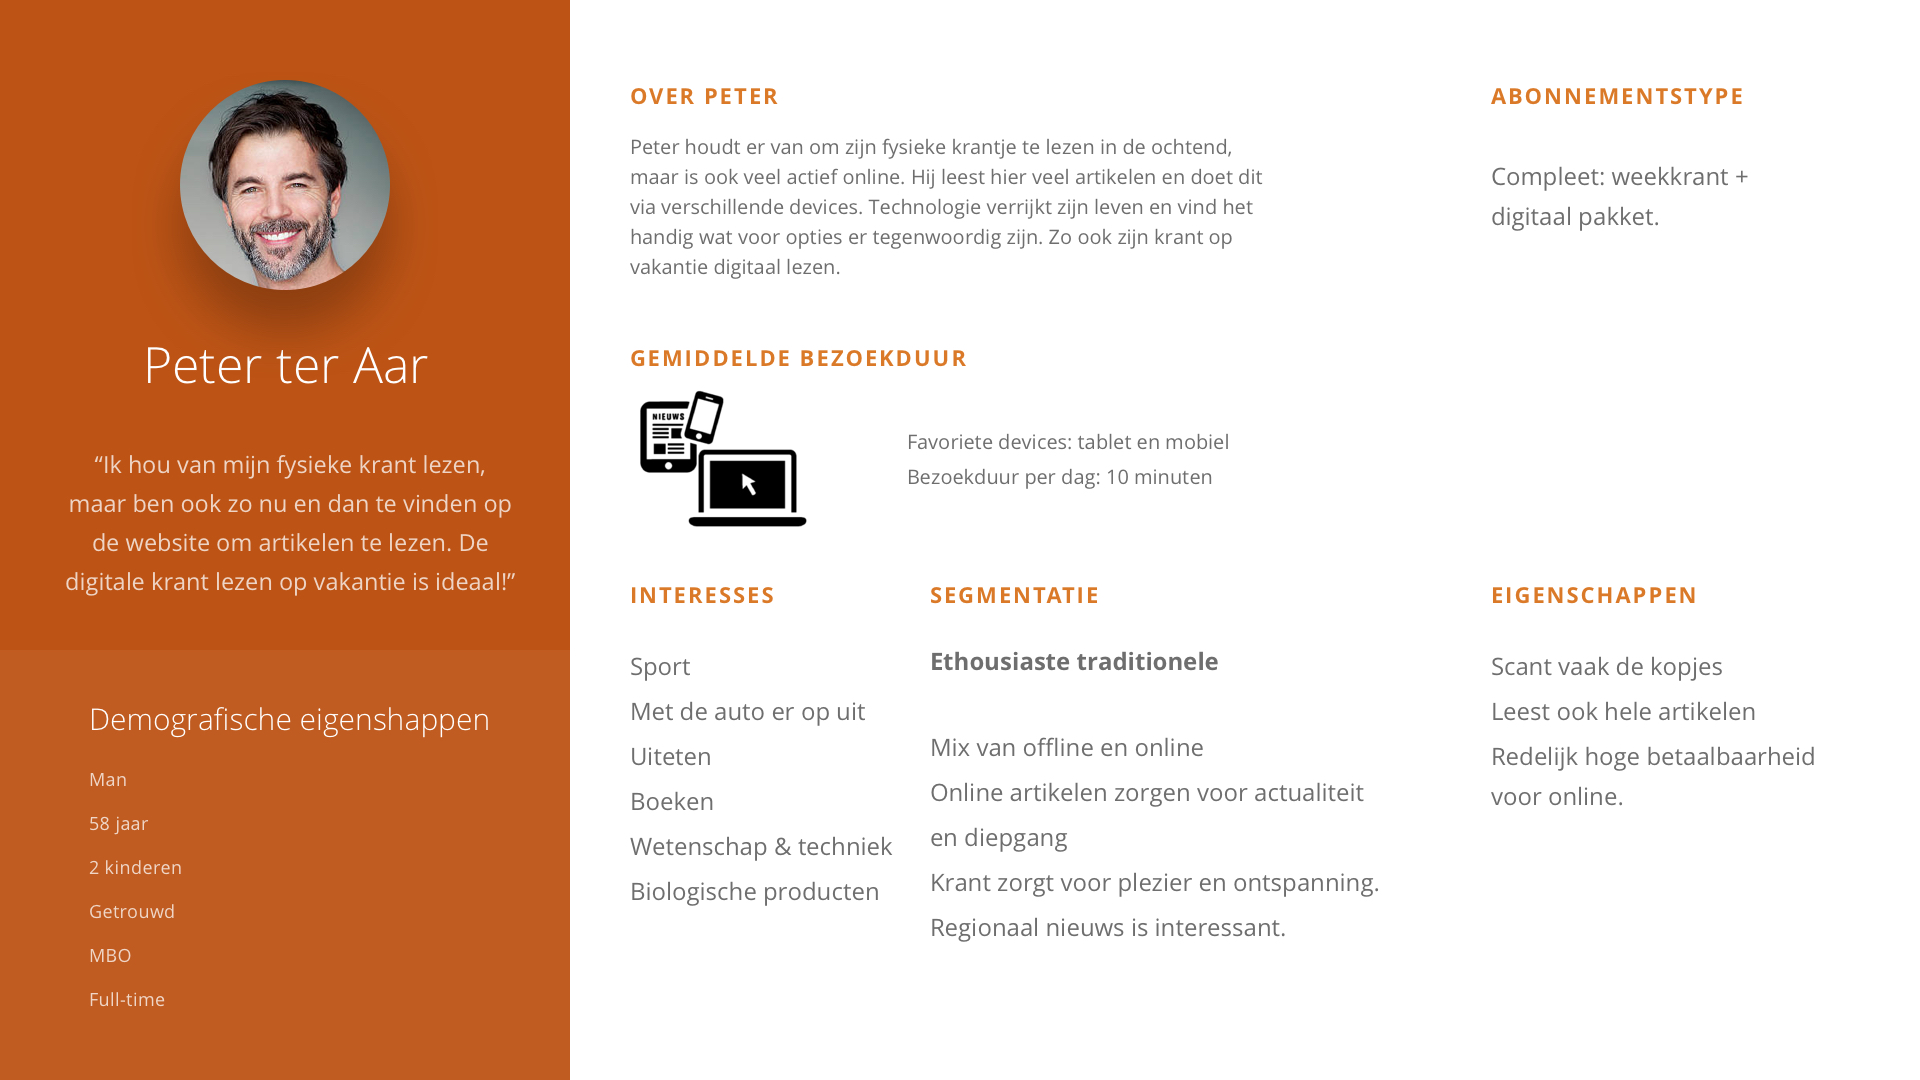 Peter ter Aar
“Ik hou van mijn fysieke krant lezen,
maar ben ook zo nu en dan te vinden op
de website om artikelen te lezen. De
digitale krant lezen op vakantie is ideaal!”
Demografische eigenshappen
Man
58 jaar
2 kinderen
Getrouwd
MBO
Full-time
OVER PETER
Peter houdt er van om zijn fysieke krantje te lezen in de ochtend,
maar is ook veel actief online. Hij leest hier veel artikelen en doet dit
via verschillende devices. Technologie verrijkt zijn leven en vind het
handig wat voor opties er tegenwoordig zijn. Zo ook zijn krant op
vakantie digitaal lezen.
ABONNEMENTSTYPE
Compleet: weekkrant +
digitaal pakket.
GEMIDDELDE BEZOEKDUUR
NIEUWS
Favoriete devices: tablet en mobiel
Bezoekduur per dag: 10 minuten
INTERESSES
Sport
Met de auto er op uit
Uiteten
Boeken
Wetenschap & techniek
Biologische producten
SEGMENTATIE
Ethousiaste traditionele
Mix van offline en online
Online artikelen zorgen voor actualiteit
en diepgang
Krant zorgt voor plezier en ontspanning.
Regionaal nieuws is interessant.
EIGENSCHAPPEN
Scant vaak de kopjes
Leest ook hele artikelen
Redelijk hoge betaalbaarheid
voor online.